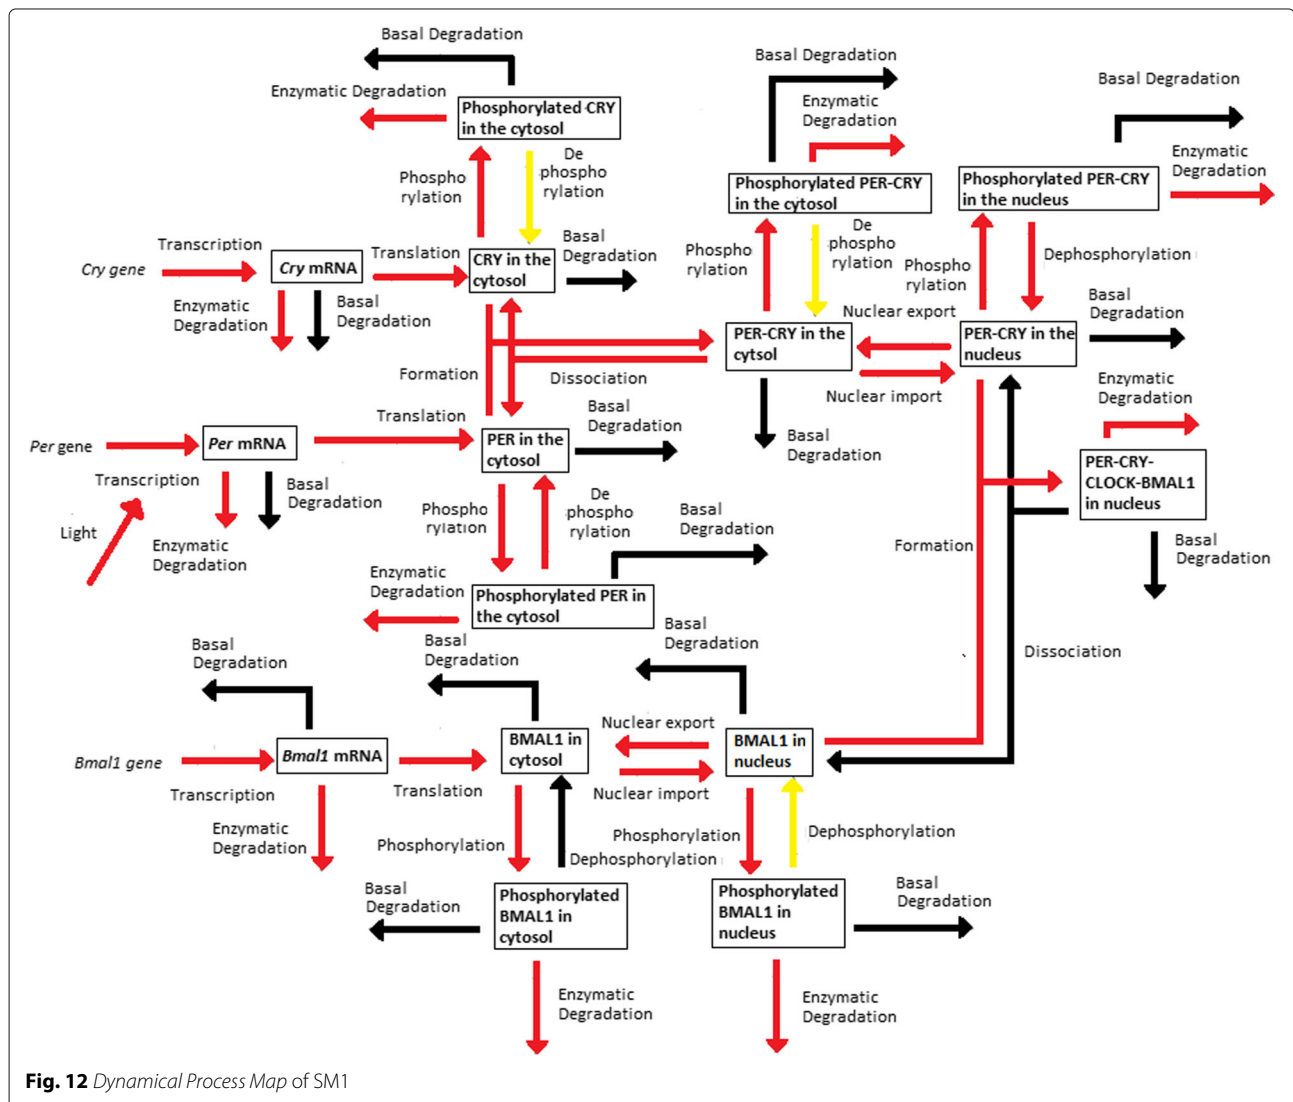 Basal Degradation
Enzymatic Degradation
Phosphorylated CRY
in the cytosol
Phospho
rylation
De
phospho
rylation
Basal Degradation
Enzymatic
Degradation
Phosphorylated PER-CRY
in the cytosol
Phospho
rylation
De
phospho
rylation
Basal Degradation
Enzymatic
Degradation
Phosphorylated PER-CRY
in the nucleus
Phospho
rylation
Dephosphorylation
Cry gene
Transcription
Cry mRNA
Enzymatic
Degradation
Basal
Degradation
Translation
CRY in the
cytosol
Basal
Degradation
Formation
Dissociation
PER-CRY in the
cytsol
Basal
Degradation
Nuclear export
Nuclear import
PER-CRY in the
nucleus
Basal
Degradation
Enzymatic
Degradation
PER-CRY-
CLOCK-BMAL1
in nucleus
Basal
Degradation
Formation
Dissociation
Per gene
Transcription
Light
Per mRNA
Enzymatic
Degradation
Basal
Degradation
Translation
PER in the
cytosol
Basal
Degradation
Phospho
rylation
De
phospho
rylation
Basal
Degradation
Enzymatic
Degradation
Phosphorylated PER in
the cytosol
Basal
Degradation
Basal
Degradation
Basal
Degradation
Bmal1 gene
Transcription
Bmal1 mRNA
Enzymatic
Degradation
Translation
BMAL1 in
cytosol
Nuclear export
Nuclear import
BMAL1 in
nucleus
Phosphorylation
Dephosphorylation
Phosphorylation
Dephosphorylation
Basal
Degradation
Phosphorylated
BMAL1 in
cytosol
Enzymatic
Degradation
Phosphorylated
BMAL1 in
nucleus
Basal
Degradation
Enzymatic
Degradation
Fig. 12 Dynamical Process Map of SM1